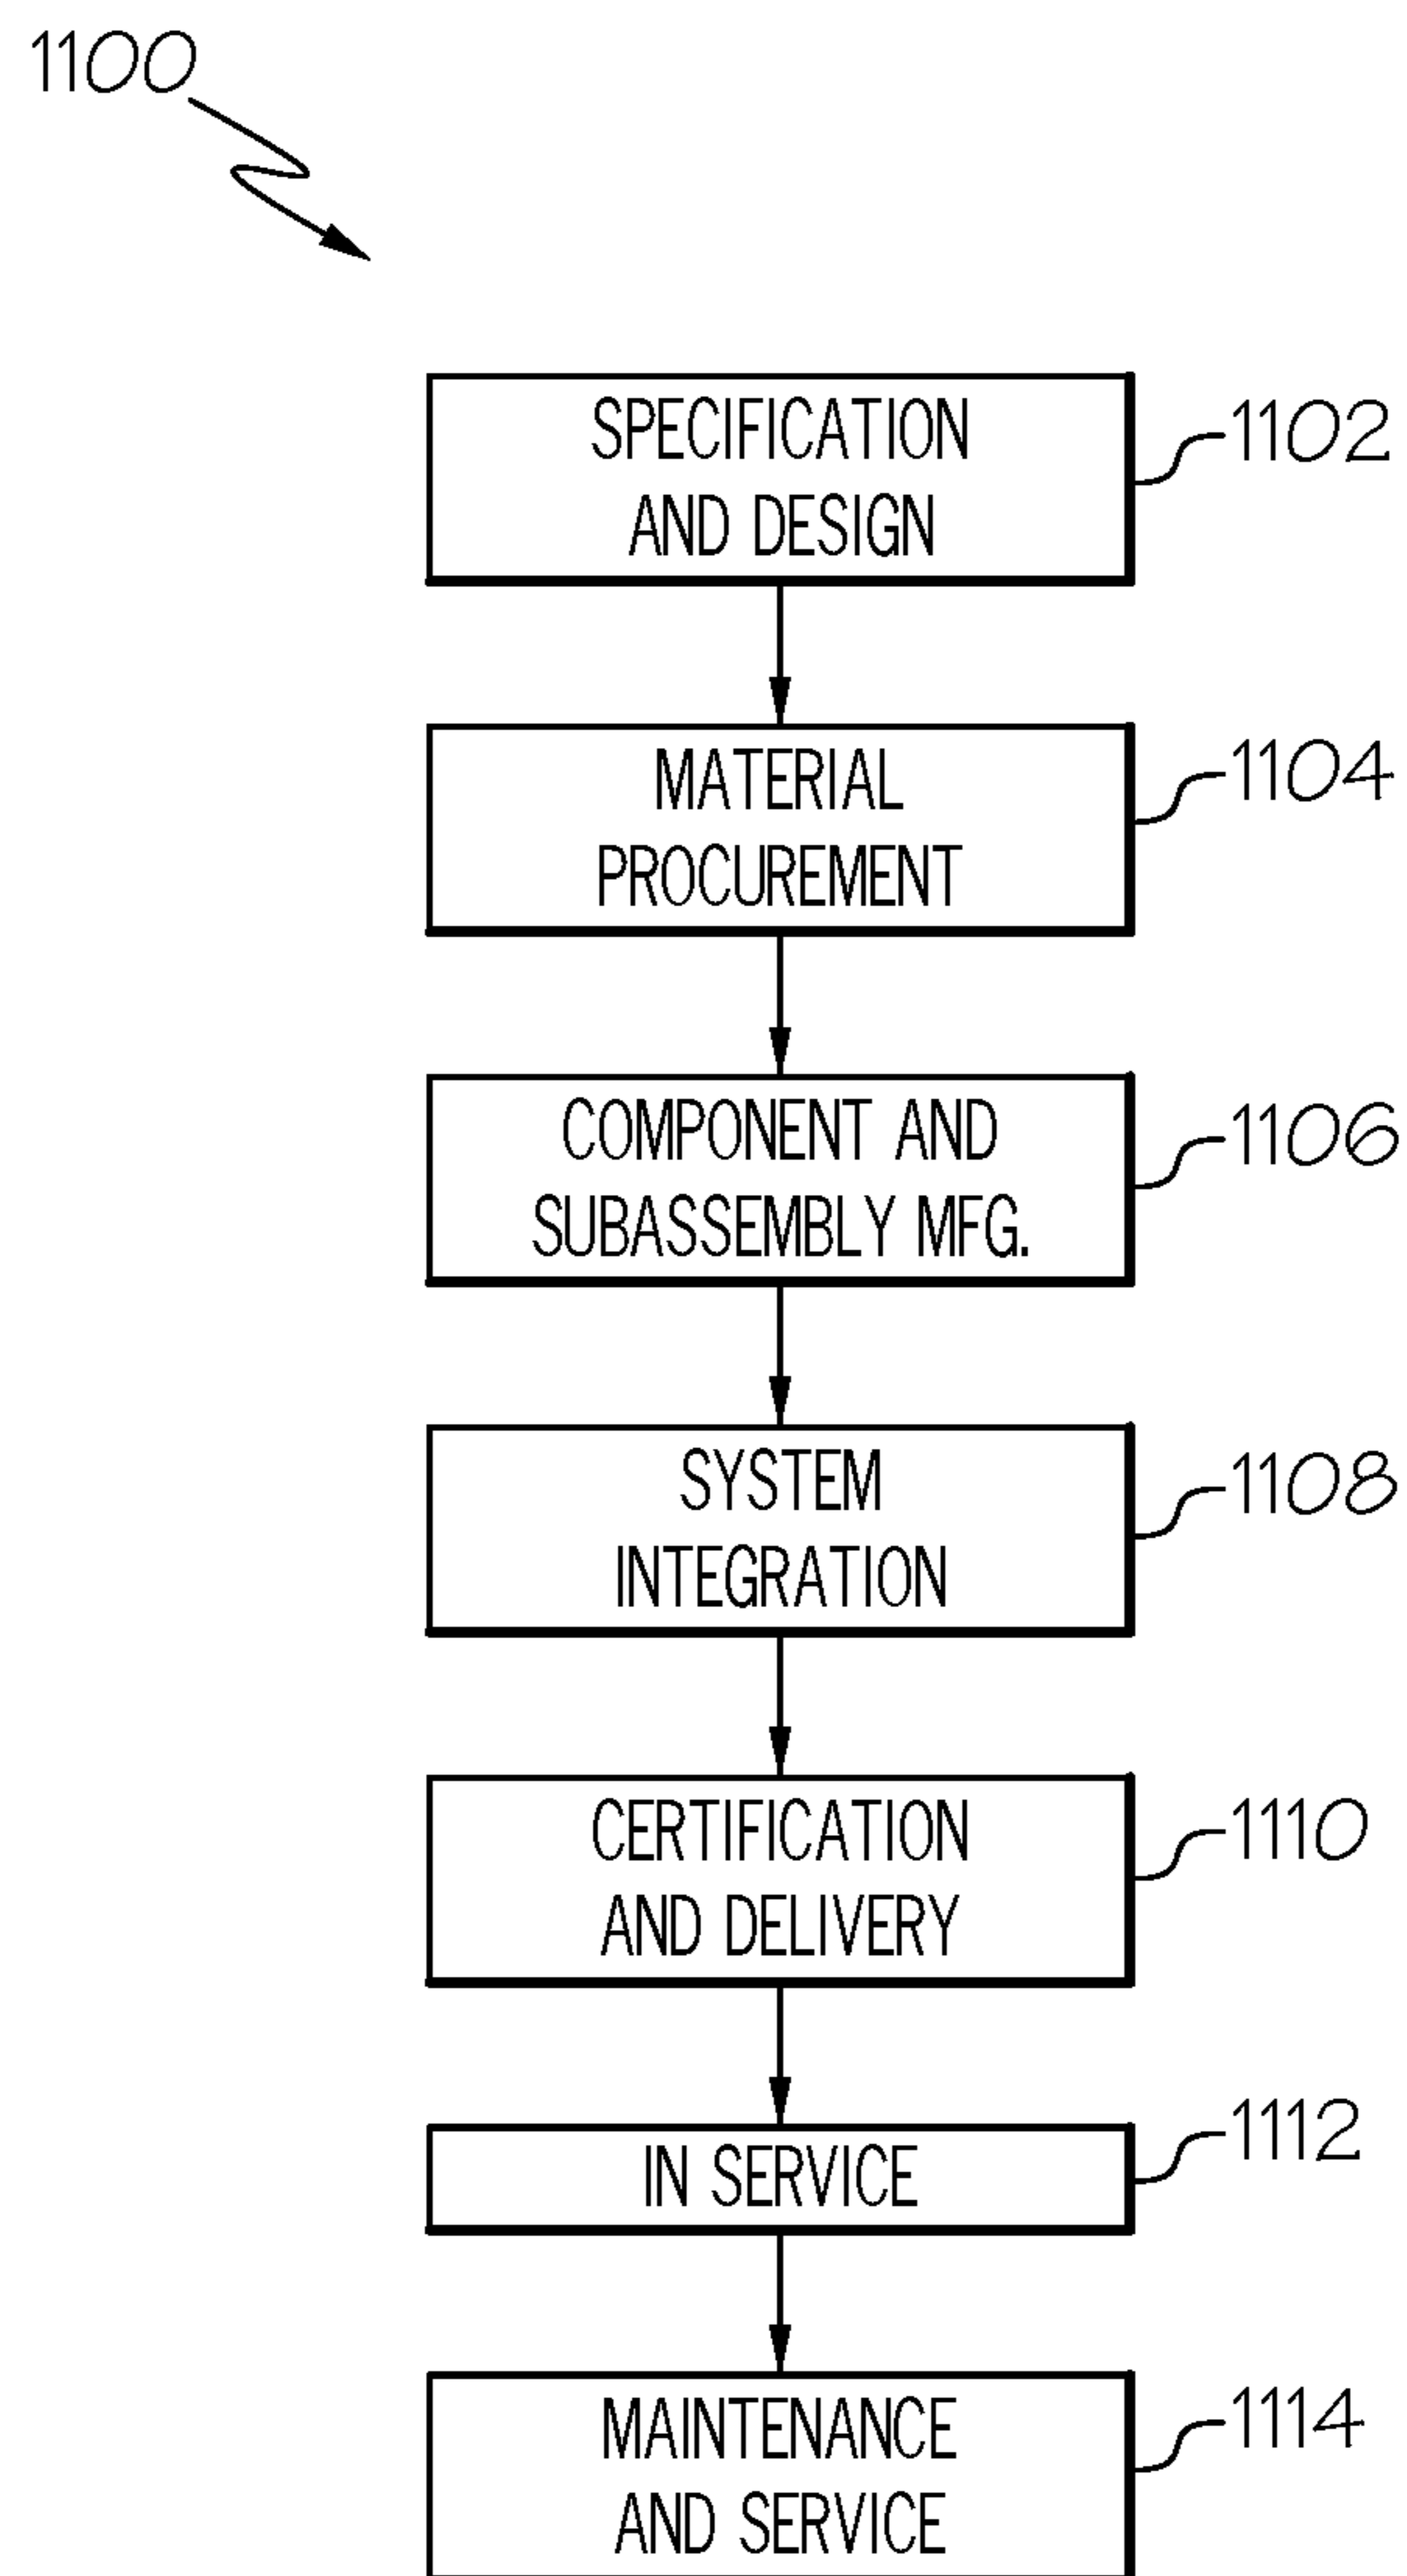 1100
SPECIFICATION
AND DESIGN
1102
MATERIAL
PROCUREMENT
1104
COMPONENT AND
SUBASSEMBLY MFG.
1106
SYSTEM
INTEGRATION
1108
CERTIFICATION
AND DELIVERY
1110
IN SERVICE
1112
MAINTENANCE
AND SERVICE
1114